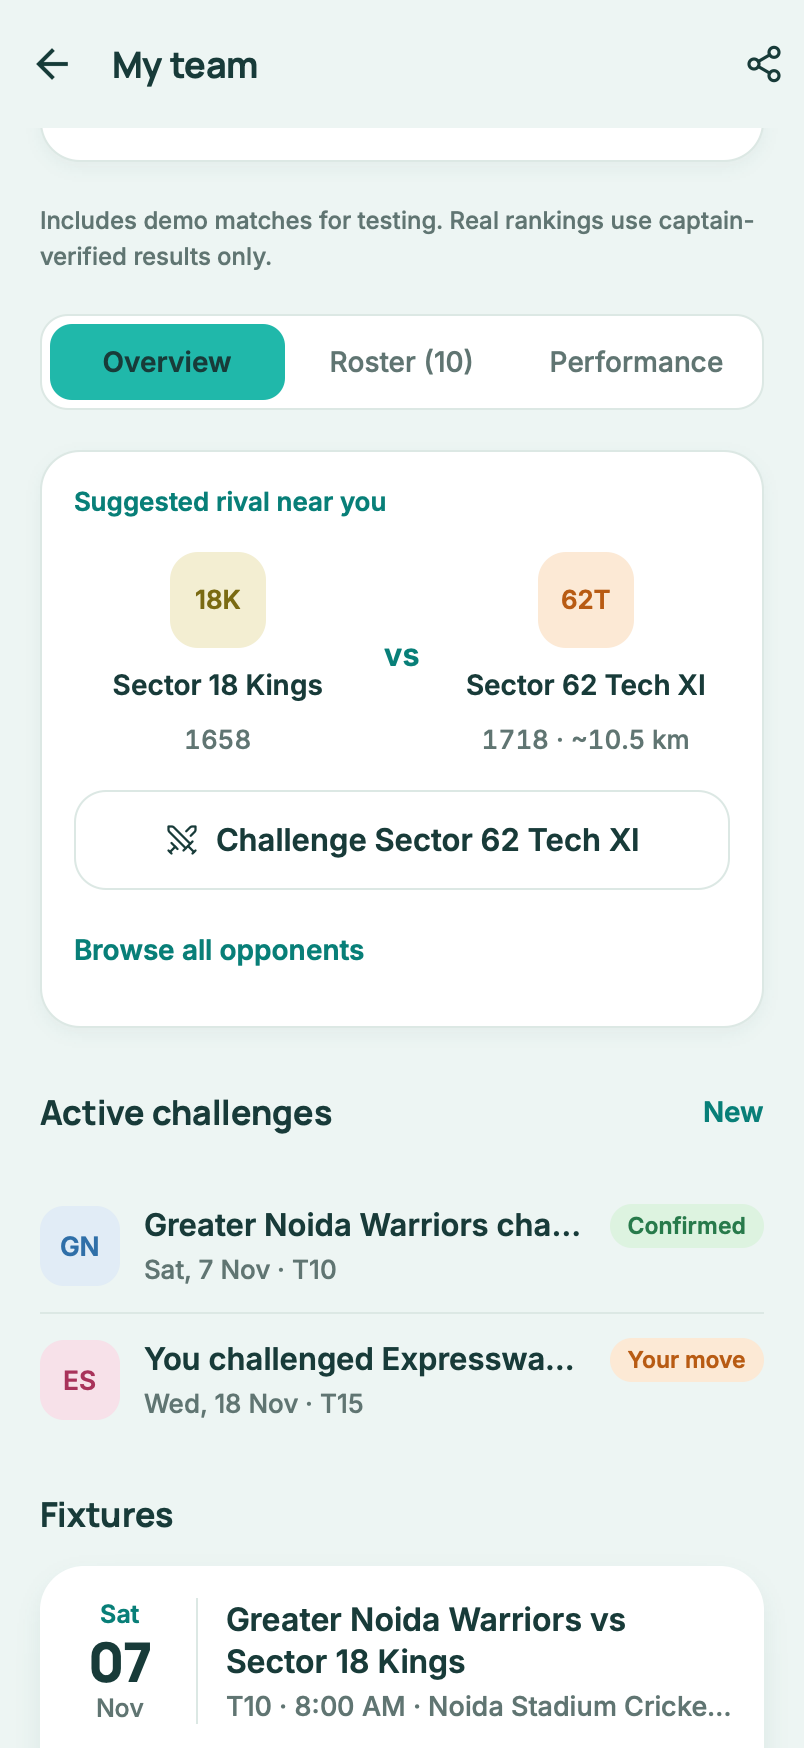 My team
Includes demo matches for testing. Real rankings use captain-
verified results only.
Overview
Roster (10)
Performance
Suggested rival near you
18K
62T
vs
Sector 18 Kings
Sector 62 Tech XI
1658
1718 · ~10.5 km
Challenge Sector 62 Tech XI
Browse all opponents
Active challenges
New
GN
Greater Noida Warriors cha...
Confirmed
Sat, 7 Nov · T10
ES
You challenged Expresswa...
Your move
Wed, 18 Nov · T15
Fixtures
Sat
07
Nov
Greater Noida Warriors vs
Sector 18 Kings
T10 · 8:00 AM · Noida Stadium Cricke...